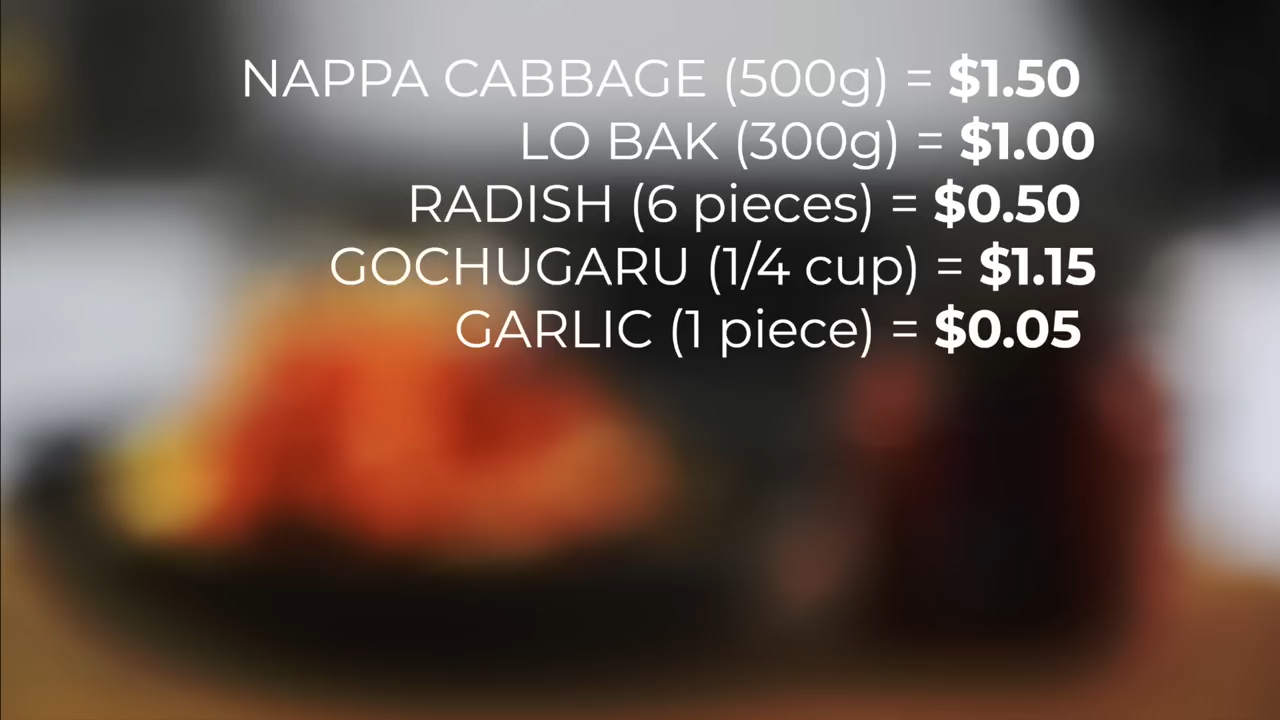 NAPPA CABBAGE (500g) = $1.50
LO BAK (300g) = $1.00
RADISH (6 pieces) = $0.50
GOCHUGARU (1/4 cup) = $1.15
GARLIC (1 piece) = $0.05